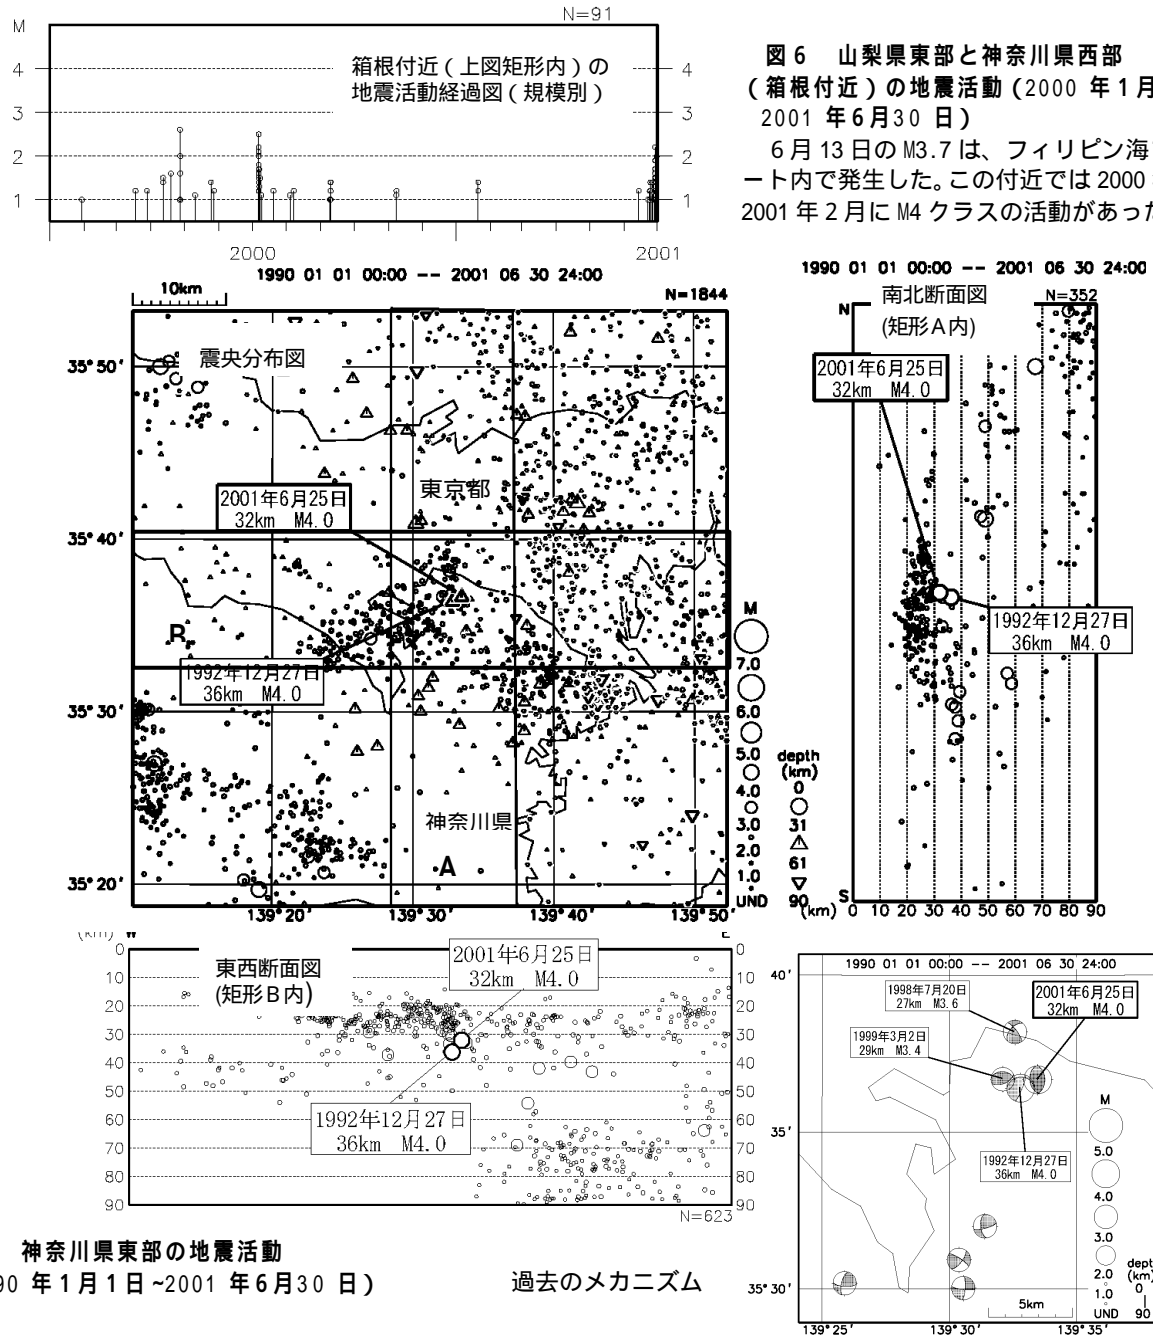 N=91
M
4
3
2
1
箱根付近（上図矩形内）の
地震活動経過図（規模別）
4
3
2
1
2000
2001
図６　山梨県東部と神奈川県西部
（箱根付近）の地震活動（2000 年１月
2001 年６月30 日）
６月 13 日の M3.7 は、フィリピン海
ート内で発生した。この付近では 2000
2001 年２月に M4 クラスの活動があった
1990 01 01 00:00 -- 2001 06 30 24:00
10km
N=1844
震央分布図
35°50′
35°40′
35°30′
35°20′
東京都
2001年6月25日
32km M4.0
B
1992年12月27日
36km M4.0
神奈川県
A
139°20′
139°30′
139°40′
139°50′
M
7.0
6.0
5.0
4.0
3.0
2.0
1.0
UND
depth
(km)
0
31
61
90
1990 01 01 00:00 -- 2001 06 30 24:00
N
南北断面図
(矩形Ａ内)
N=352
2001年6月25日
32km M4.0
1992年12月27日
36km M4.0
S
(km) 0 10 20 30 40 50 60 70 80 90
(km) W
E
東西断面図
(矩形Ｂ内)
0
10
20
30
40
50
60
70
80
90
2001年6月25日
32km M4.0
1992年12月27日
36km M4.0
0
10
20
30
40
50
60
70
80
90
N=623
神奈川県東部の地震活動
90 年１月１日~2001 年６月30 日）
過去のメカニズム
1990 01 01 00:00 -- 2001 06 30 24:00
40′
35′
35°30′
1998年7月20日
27km M3.6
2001年6月25日
32km M4.0
1999年3月2日
29km M3.4
1992年12月27日
36km M4.0
5km
139°25′
139°30′
139°35′
M
5.0
4.0
3.0
2.0
1.0
UND
dept
(km)
0
90